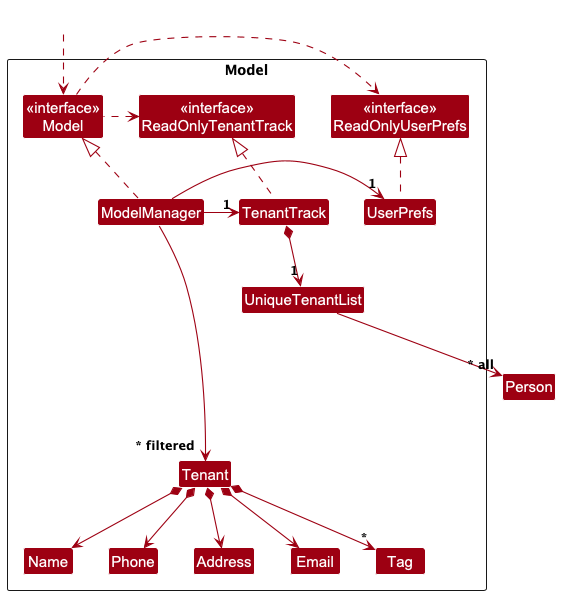 Model
«interface»
Model
«interface»
ReadOnlyTenantTrack
«interface»
ReadOnlyUserPrefs
1
1
ModelManager
TenantTrack
UserPrefs
1
UniqueTenantList
* all
Person
* filtered
Tenant
*
Name
Phone
Address
Email
Tag